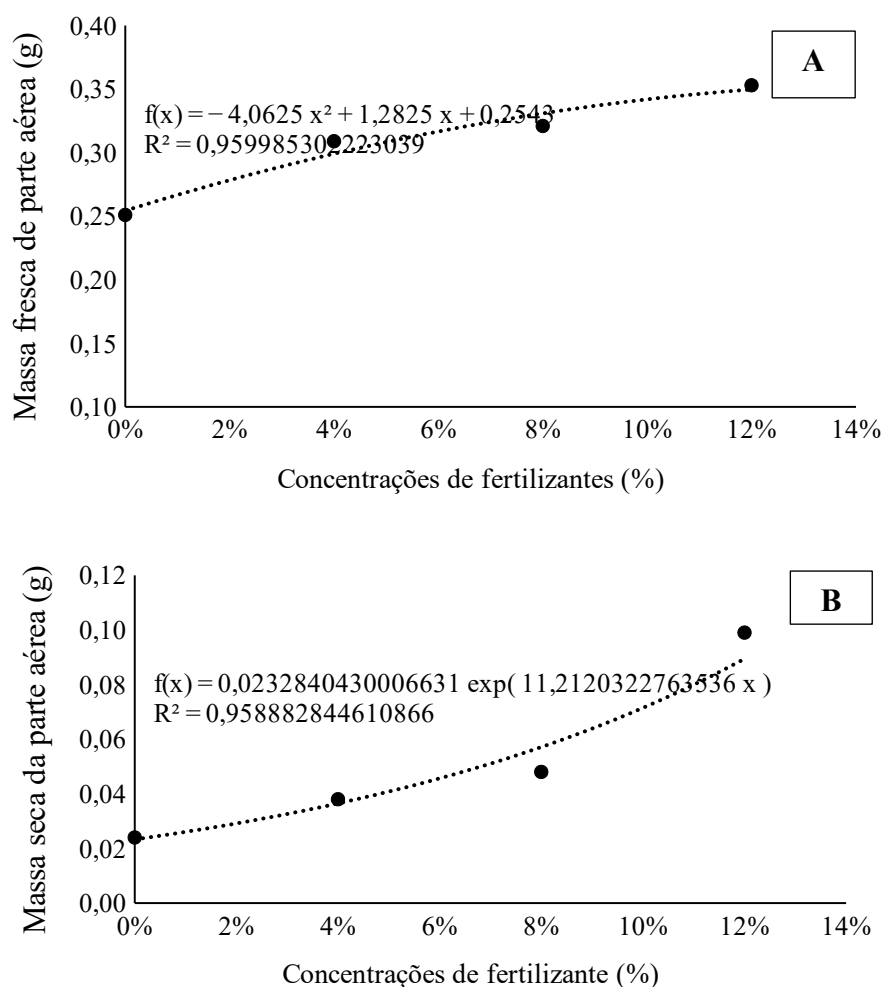 0,40
A
0,35
f(x) = − 4,0625 x² + 1,2825 x + 0,2543
R² = 0,959985302223039
0,30
0,25
0,20
0,15
0,10
0% 2% 4% 6% 8% 10% 12% 14%
Massa fresca de parte aérea (g)
Concentrações de fertilizantes (%)
0,12
B
0,10
f(x) = 0,0232840430006631 exp( 11,2120322763536 x )
R² = 0,958882844610866
0,08
0,06
0,04
0,02
0,00
0% 2% 4% 6% 8% 10% 12% 14%
Massa seca da parte aérea (g)
Concentrações de fertilizante (%)